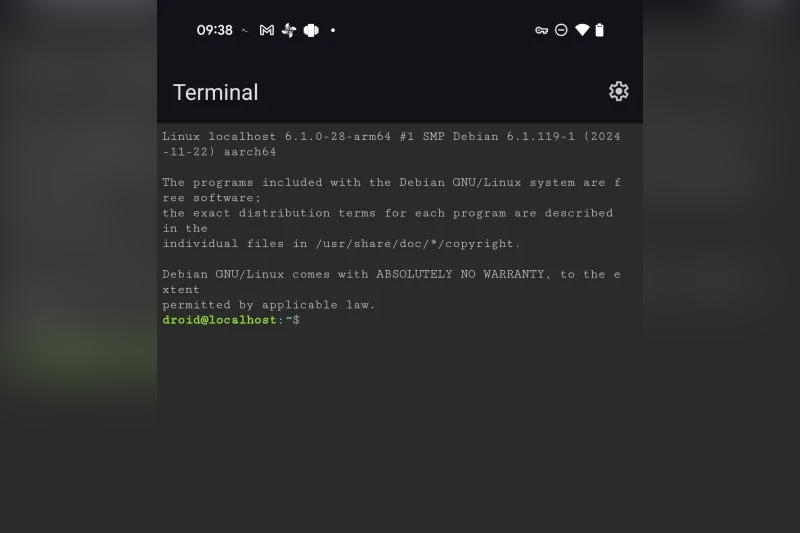 09:38
Terminal
Linux localhost 6.1.0-28-arm64 #1 SMP Debian 6.1.119-1 (2024
-11-22) aarch64
The programs included with the Debian GNU/Linux system are f
ree software;
the exact distribution terms for each program are described
in the
individual files in /usr/share/doc/*/copyright.
Debian GNU/Linux comes with ABSOLUTELY NO WARRANTY, to the e
xtent
permitted by applicable law.
droid@localhost:~$